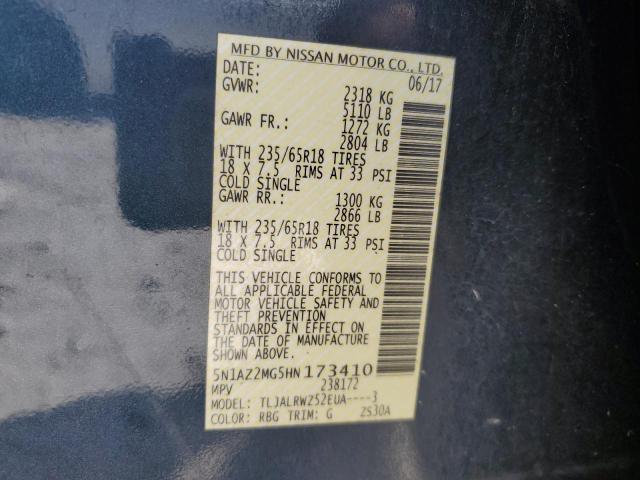 MFD BY NISSAN MOTOR CO., LTD.
DATE: 06/17
GVWR: 2318 KG
5110 LB
GAWR FR.: 1272 KG
2804 LB
WITH 235/65R18 TIRES
18 X 7.5 RIMS AT 33 PSI
COLD SINGLE
GAWR RR.: 1300 KG
2866 LB
WITH 235/65R18 TIRES
18 X 7.5 RIMS AT 33 PSI
COLD SINGLE
THIS VEHICLE CONFORMS TO
ALL APPLICABLE FEDERAL
MOTOR VEHICLE SAFETY AND
THEFT PREVENTION
STANDARDS IN EFFECT ON
THE DATE OF MANUFACTURE
SHOWN ABOVE.
5N1AZ2MG5HN173410
MPV 238172
MODEL: TLJALRWZ52EUA----3
COLOR: RBG TRIM: G ZS30A